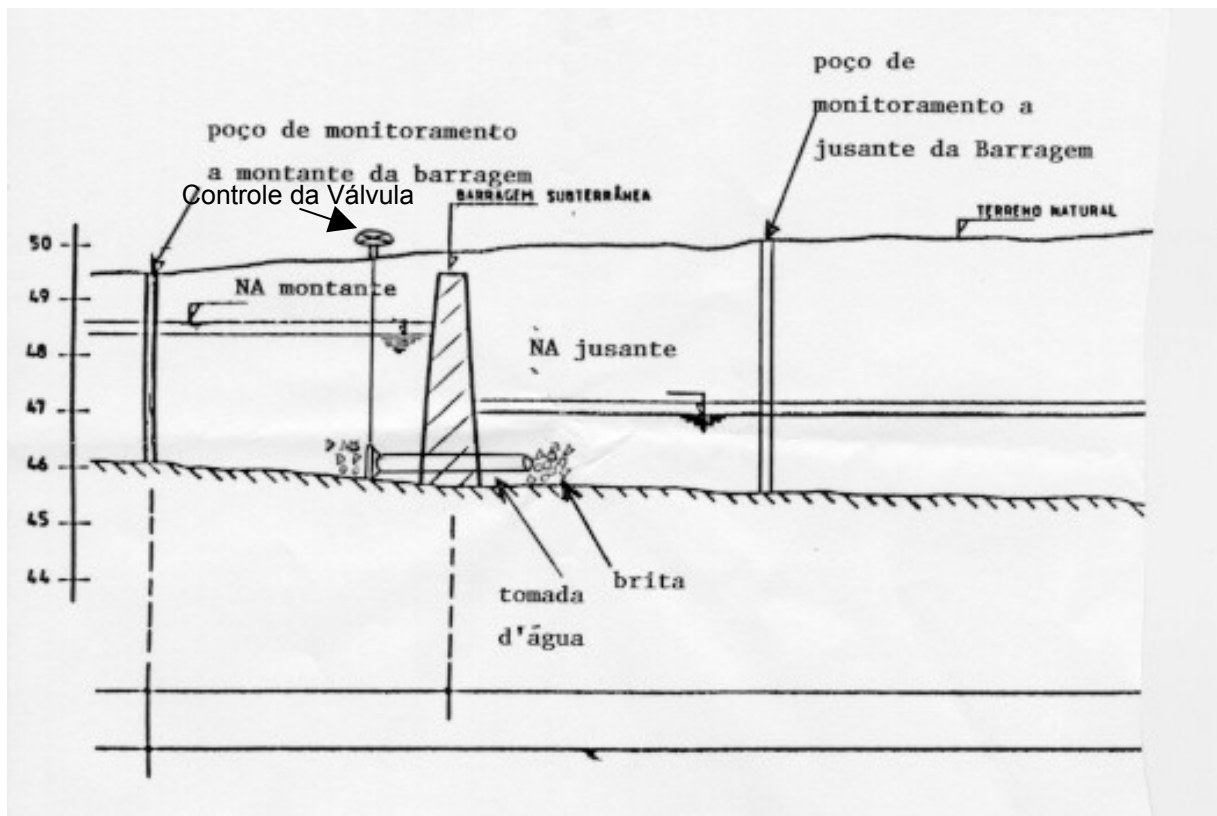 poço de
monitoramento a
jusante da Barragem
poço de monitoramento
a montante da barragem
Controle da Válvula
BARRAGEM SUBTERRÂNEA
TERRENO NATURAL
NA montante
NA jusante
50
49
48
47
46
45
44
tomada
d'água
brita